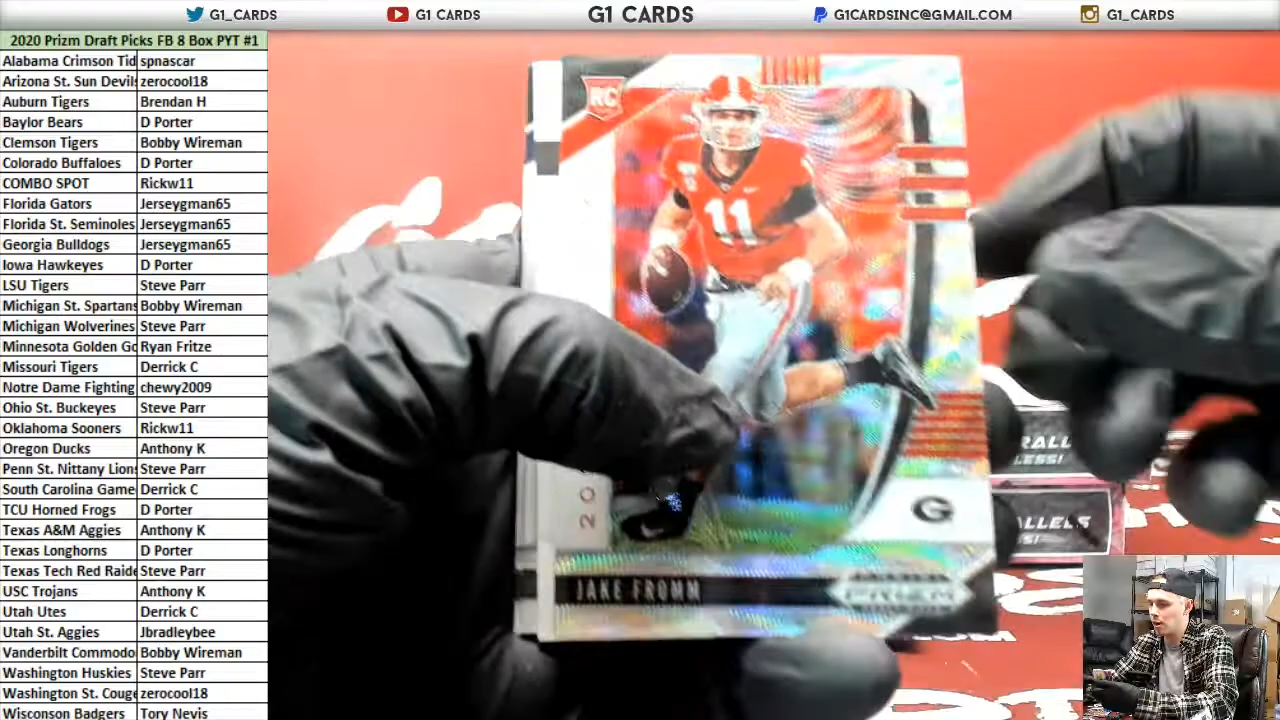 G1_CARDS
G1 CARDS
G1 CARDS
G1CARDSINC@GMAIL.COM
G1_CARDS
2020 Prizm Draft Picks FB 8 Box PYT #1
Alabama Crimson Tid spnascar
Arizona St. Sun Devils zerocool18
Auburn Tigers Brendan H
Baylor Bears D Porter
Clemson Tigers Bobby Wireman
Colorado Buffaloes D Porter
COMBO SPOT Rickw11
Florida Gators Jerseygman65
Florida St. Seminoles Jerseygman65
Georgia Bulldogs Jerseygman65
Iowa Hawkeyes D Porter
LSU Tigers Steve Parr
Michigan St. Spartans Bobby Wireman
Michigan Wolverines Steve Parr
Minnesota Golden Go Ryan Fritze
Missouri Tigers Derrick C
Notre Dame Fighting chewy2009
Ohio St. Buckeyes Steve Parr
Oklahoma Sooners Rickw11
Oregon Ducks Anthony K
Penn St. Nittany Lions Steve Parr
South Carolina Game Derrick C
TCU Horned Frogs D Porter
Texas A&M Aggies Anthony K
Texas Longhorns D Porter
Texas Tech Red Raide Steve Parr
USC Trojans Anthony K
Utah Utes Derrick C
Utah St. Aggies Jbradleybee
Vanderbilt Commodo Bobby Wireman
Washington Huskies Steve Parr
Washington St. Couge zerocool18
Wisconson Badgers Tory Nevis
RC
11
20
G
JAKE FROMM
PRIZM